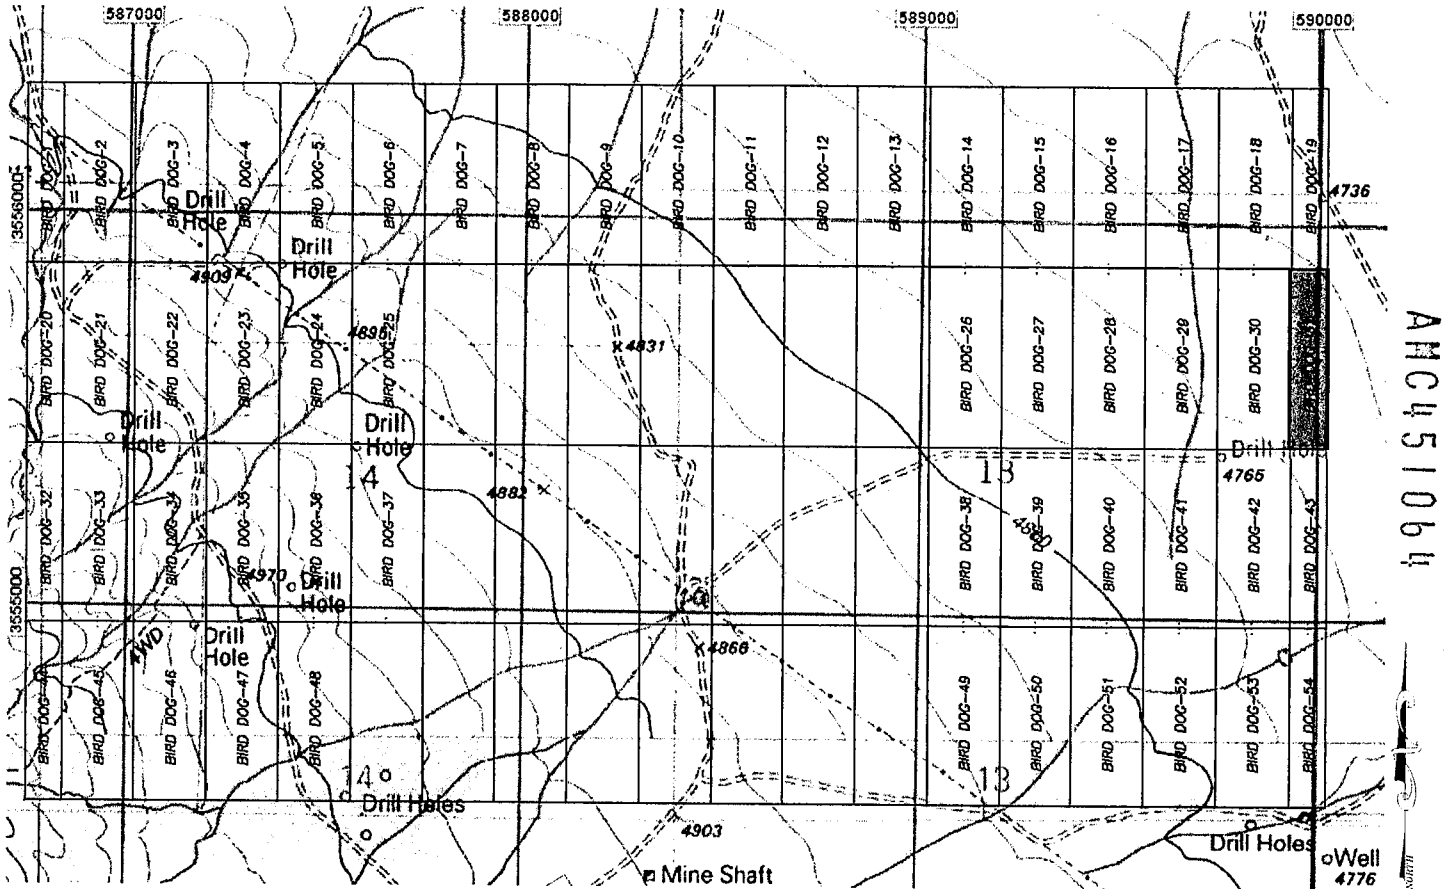 587000
588000
589000
590000
BIRD DOG-2
BIRD DOG-3
BIRD DOG-4
BIRD DOG-5
BIRD DOG-6
BIRD DOG-7
BIRD DOG-8
BIRD DOG-9
BIRD DOG-10
BIRD DOG-11
BIRD DOG-12
BIRD DOG-13
BIRD DOG-14
BIRD DOG-15
BIRD DOG-16
BIRD DOG-17
BIRD DOG-18
BIRD DOG-19
3556000
4736
Drill
Hole
Drill
Hole
4909
4895
4831
BIRD DOG-20
BIRD DOG-21
BIRD DOG-22
BIRD DOG-23
BIRD DOG-24
BIRD DOG-25
BIRD DOG-26
BIRD DOG-27
BIRD DOG-28
BIRD DOG-29
BIRD DOG-30
AMC451064
Drill
Hole
Drill
Hole
14
13
Drill Hole
4765
4882
BIRD DOG-32
BIRD DOG-33
BIRD DOG-34
BIRD DOG-35
BIRD DOG-36
BIRD DOG-37
BIRD DOG-38
BIRD DOG-39
BIRD DOG-40
BIRD DOG-41
BIRD DOG-42
BIRD DOG-43
4970
Drill
Hole
3555000
Drill
Hole
4WD
4866
BIRD DOG-44
BIRD DOG-45
BIRD DOG-46
BIRD DOG-47
BIRD DOG-48
BIRD DOG-49
BIRD DOG-50
BIRD DOG-51
BIRD DOG-52
BIRD DOG-53
BIRD DOG-54
14
13
Drill Holes
4903
Drill Holes
Mine Shaft
Well
4776